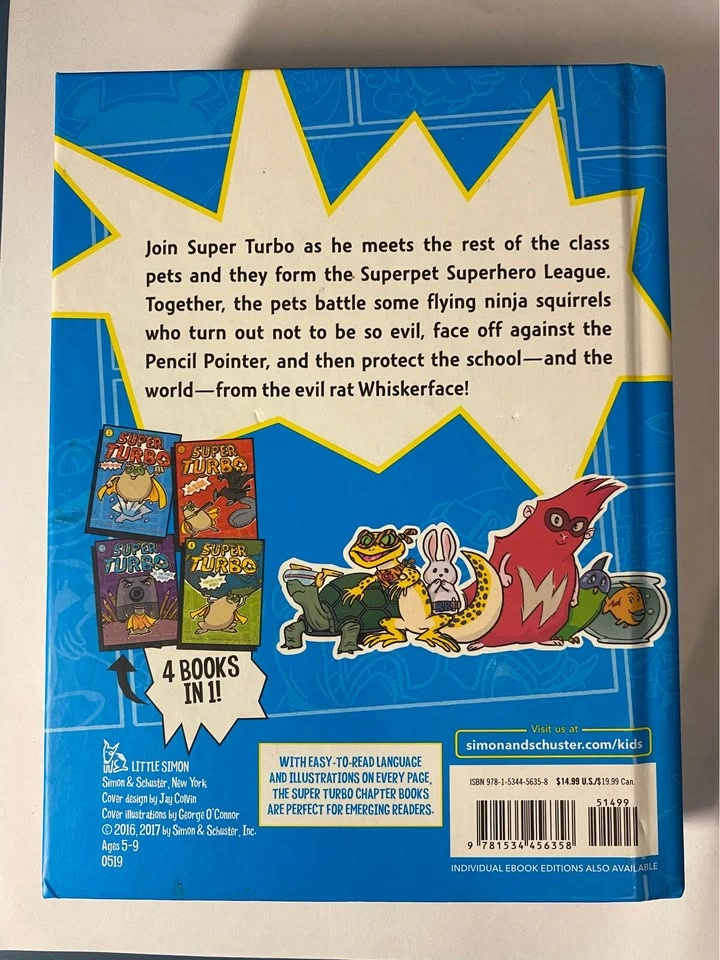 Join Super Turbo as he meets the rest of the class
pets and they form the Superpet Superhero League.
Together, the pets battle some flying ninja squirrels
who turn out not to be so evil, face off against the
Pencil Pointer, and then protect the school—and the
world—from the evil rat Whiskerface!
SUPER
TURBO
SUPER
TURBO
SUPER
TURBO
SUPER
TURBO
4 BOOKS
IN 1!
W
LITTLE SIMON
Simon & Schuster, New York
Cover design by Jay Colvin
Cover illustrations by George O'Connor
© 2016, 2017 by Simon & Schuster, Inc.
Ages 5-9
0519
WITH EASY-TO-READ LANGUAGE
AND ILLUSTRATIONS ON EVERY PAGE,
THE SUPER TURBO CHAPTER BOOKS
ARE PERFECT FOR EMERGING READERS.
Visit us at
simonandschuster.com/kids
ISBN 978-1-5344-5635-8 $14.99 U.S./$19.99 Can.
51499
9 781534 456358
INDIVIDUAL EBOOK EDITIONS ALSO AVAILABLE